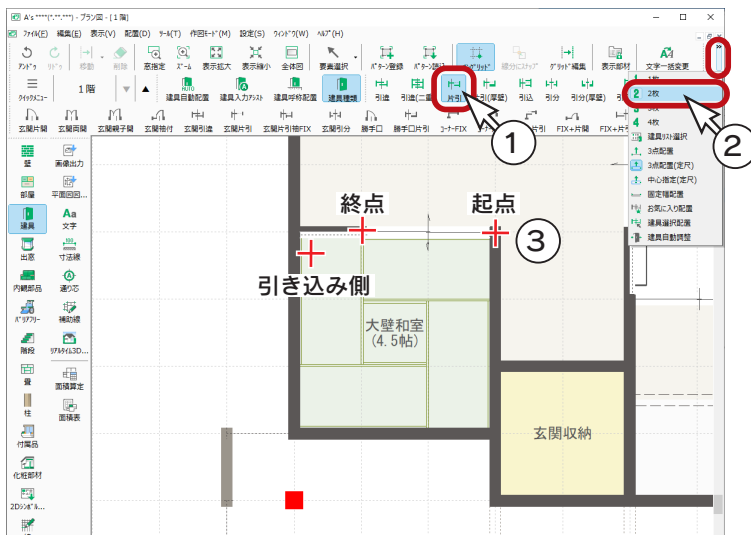 A's ****(*.**.***) - プラン図 - [1 階]
ファイル(F) 編集(E) 表示(V) 配置(D) ツール(T) 作図モード(M) 設定(S) ウィンドウ(W) ヘルプ(H)
アンドゥ リドゥ 移動 削除 窓指定 ズーム 表示拡大 表示縮小 全体図 要素選択 パターン登録 グリッド 線分にスナップ グリッド編集 表示部材 文字一括変更
クイックメニュー 1 階 建具自動配置 建具入力アシスト 建具呼称配置 建具種類 引違 引違(二重) 片引 片引(厚壁) 引込 引分 引分(厚壁)
玄関片開 玄関両開 玄関親子開 玄関袖付 玄関引違 玄関片引 玄関片引袖FIX 玄関引分 勝手口 勝手口片引 コーナーFIX FIX+片開
1枚
2 2枚
3枚
4 4枚
建具リスト選択
3点配置
3点配置(定尺)
中心指定(定尺)
固定幅配置
お気に入り配置
建具選択配置
建具自動調整
壁 画像出力
部屋 平面図図...
建具 文字
出窓 寸法線
内観部品 通り芯
バリアフリー 補助線
階段 リアルタイム3D...
畳 面積算定
柱 面積表
付属品
化粧部材
2Dシンボル...
①
②
③
終点 起点
引き込み側
大壁和室
(4.5帖)
玄関収納